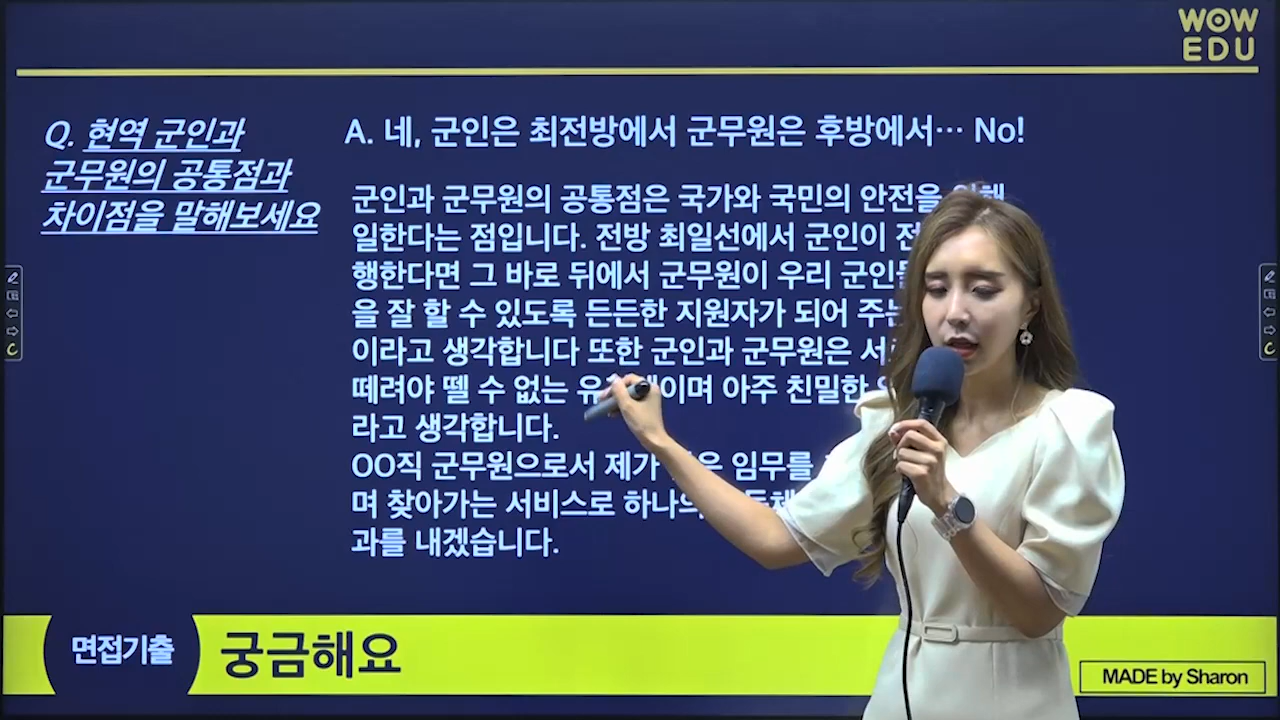 WOW
EDU
Q. 현역 군인과
군무원의 공통점과
차이점을 말해보세요
A. 네, 군인은 최전방에서 군무원은 후방에서… No!
군인과 군무원의 공통점은 국가와 국민의 안전을
일한다는 점입니다. 전방 최일선에서 군인이
행한다면 그 바로 뒤에서 군무원이 우리
을 잘 할 수 있도록 든든한 지원자가 되어
이라고 생각합니다 또한 군인과 군무원은
떼려야 뗄 수 없는 아주 친밀한
라고 생각합니다.
OO직 군무원으로서 제가 임무를
며 찾아가는 서비스로
과를 내겠습니다.
면접기출
궁금해요
MADE by Sharon